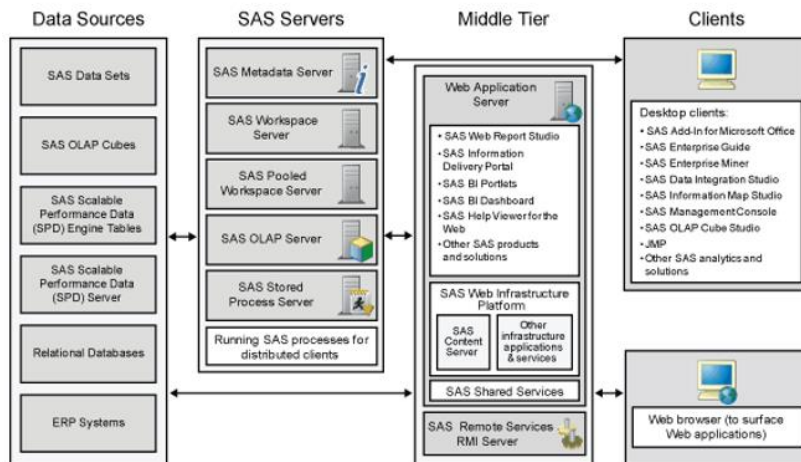 Data Sources
SAS Servers
Middle Tier
Clients
SAS Data Sets
SAS OLAP Cubes
SAS Scalable
Performance Data
(SPD) Engine Tables
SAS Scalable
Performance Data
(SPD) Server
Relational Databases
ERP Systems
SAS Metadata Server
SAS Workspace
Server
SAS Pooled
Workspace Server
SAS OLAP Server
SAS Stored
Process Server
Running SAS processes for
distributed clients
Web Application
Server
• SAS Web Report Studio
• SAS Information
Delivery Portal
• SAS BI Portlets
• SAS BI Dashboard
• SAS Help Viewer for the
Web
• Other SAS products
and solutions
SAS Web Infrastructure
Platform
SAS
Content
Server
Other
infrastructure
applications
& services
SAS Shared Services
SAS Remote Services
RMI Server
Desktop clients:
• SAS Add-In for Microsoft Office
• SAS Enterprise Guide
• SAS Enterprise Miner
• SAS Data Integration Studio
• SAS Information Map Studio
• SAS Management Console
• SAS OLAP Cube Studio
• JMP
• Other SAS analytics and
solutions
Web browser (to surface
Web applications)